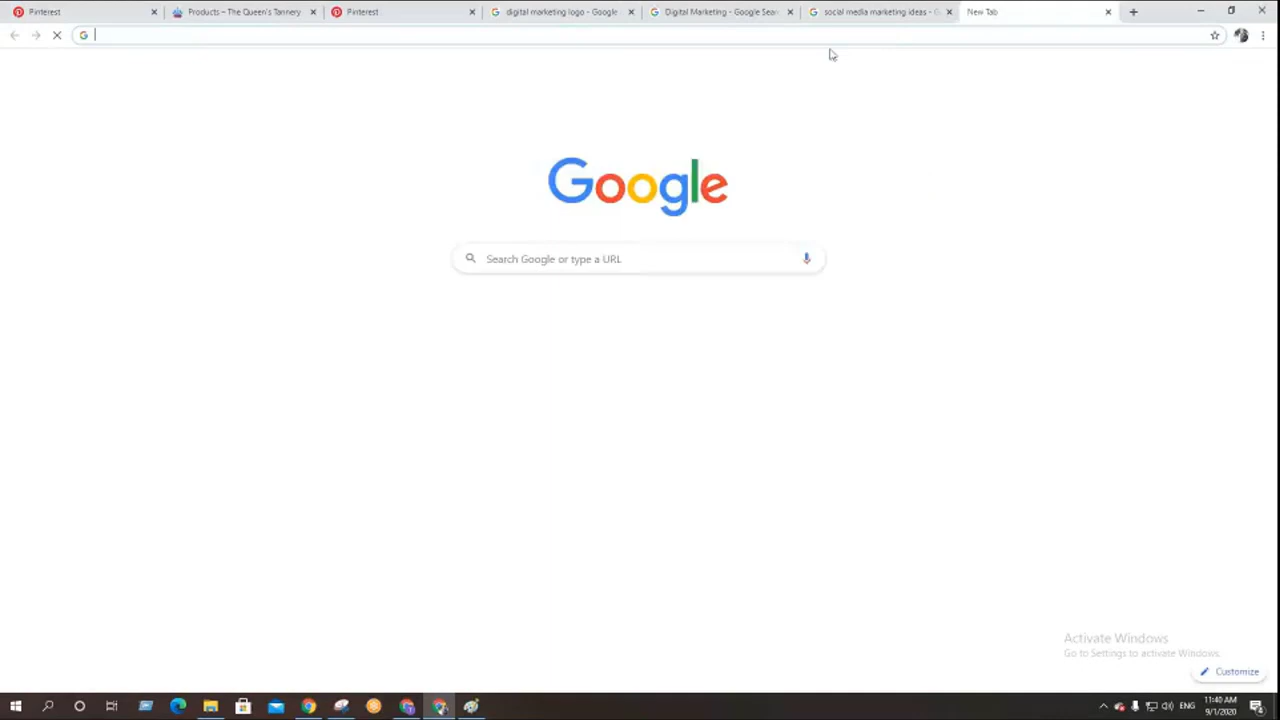 Pinterest
Products – The Queen's Tannery
Pinterest
digital marketing logo - Google
Digital Marketing - Google Sear
social media marketing ideas - G
New Tab
Google
Search Google or type a URL
Activate Windows
Go to Settings to activate Windows.
Customize
ENG
11:40 AM
9/1/2020